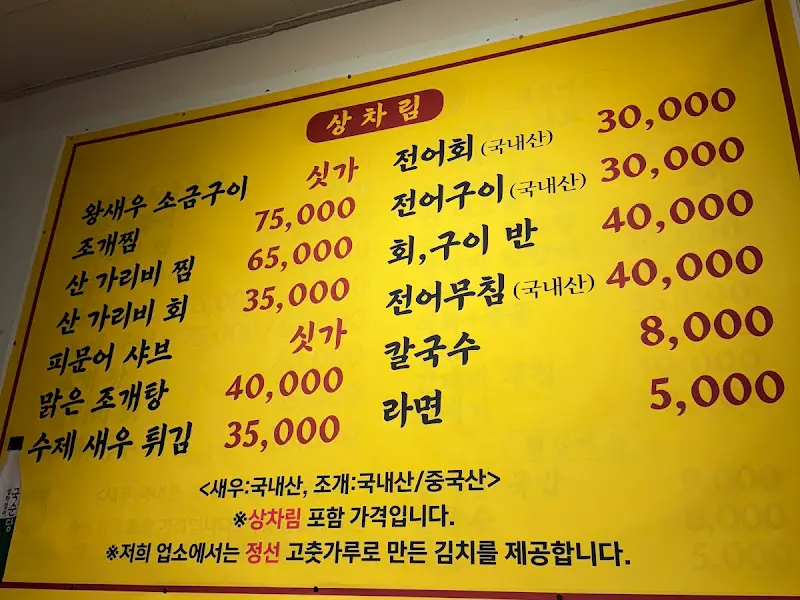 상차림
왕새우 소금구이 싯가
조개찜 75,000
산 가리비 찜 65,000
산 가리비 회 35,000
피문어 샤브 싯가
맑은 조개탕 40,000
수제 새우 튀김 35,000
전어회 (국내산) 30,000
전어구이 (국내산) 30,000
회,구이 반 40,000
전어무침 (국내산) 40,000
칼국수 8,000
라면 5,000
<새우:국내산, 조개:국내산/중국산>
※상차림 포함 가격입니다.
※저희 업소에서는 정선 고춧가루로 만든 김치를 제공합니다.
국순당